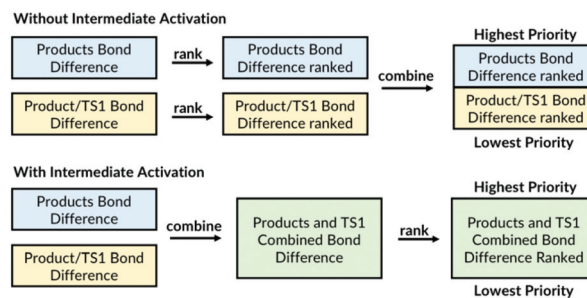 Without Intermediate Activation
Products Bond
Difference
rank
Products Bond
Difference ranked
Product/TS1 Bond
Difference
rank
Product/TS1 Bond
Difference ranked
combine
Highest Priority
Products Bond
Difference ranked
Product/TS1 Bond
Difference ranked
Lowest Priority
With Intermediate Activation
Products Bond
Difference
Product/TS1 Bond
Difference
combine
Products and TS1
Combined Bond
Difference
rank
Highest Priority
Products and TS1
Combined Bond
Difference Ranked
Lowest Priority